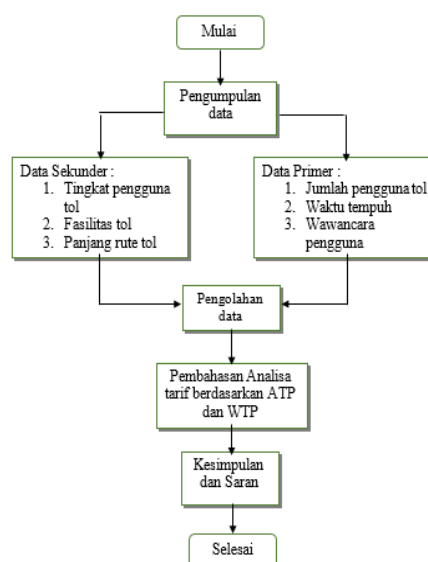 Mulai
Pengumpulan
data
Data Sekunder :
1. Tingkat pengguna
tol
2. Fasilitas tol
3. Panjang rute tol
Data Primer :
1. Jumlah pengguna tol
2. Waktu tempuh
3. Wawancara
pengguna
Pengolahan
data
Pembahasan Analisa
tarif berdasarkan ATP
dan WTP
Kesimpulan
dan Saran
Selesai